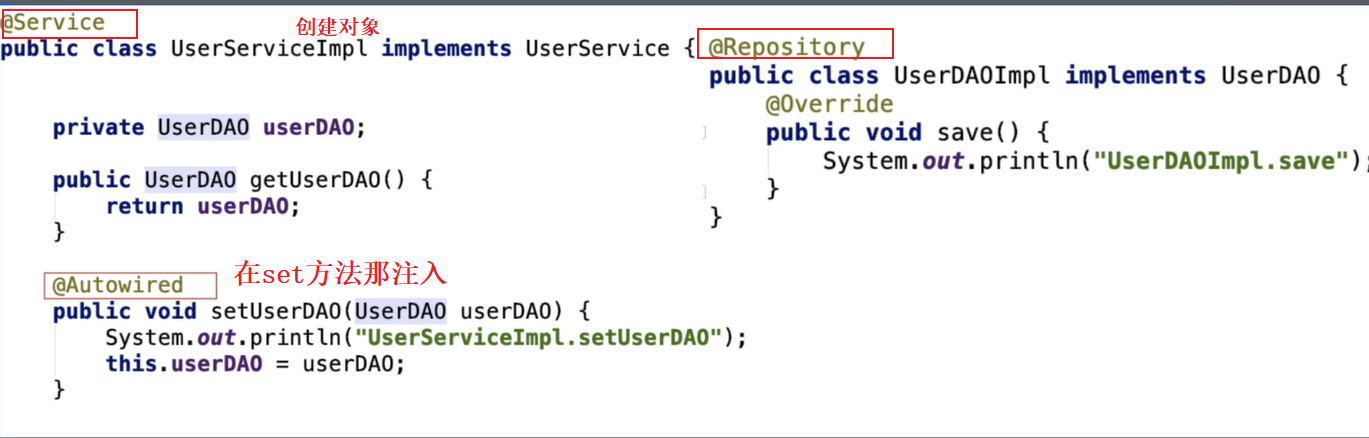 @Service
创建对象
public class UserServiceImpl implements UserService {
private UserDAO userDAO;
public UserDAO getUserDAO() {
return userDAO;
}
@Autowired
在set方法那注入
public void setUserDAO(UserDAO userDAO) {
System.out.println("UserServiceImpl.setUserDAO");
this.userDAO = userDAO;
}
@Repository
public class UserDAOImpl implements UserDAO {
@Override
public void save() {
System.out.println("UserDAOImpl.save");
}
}